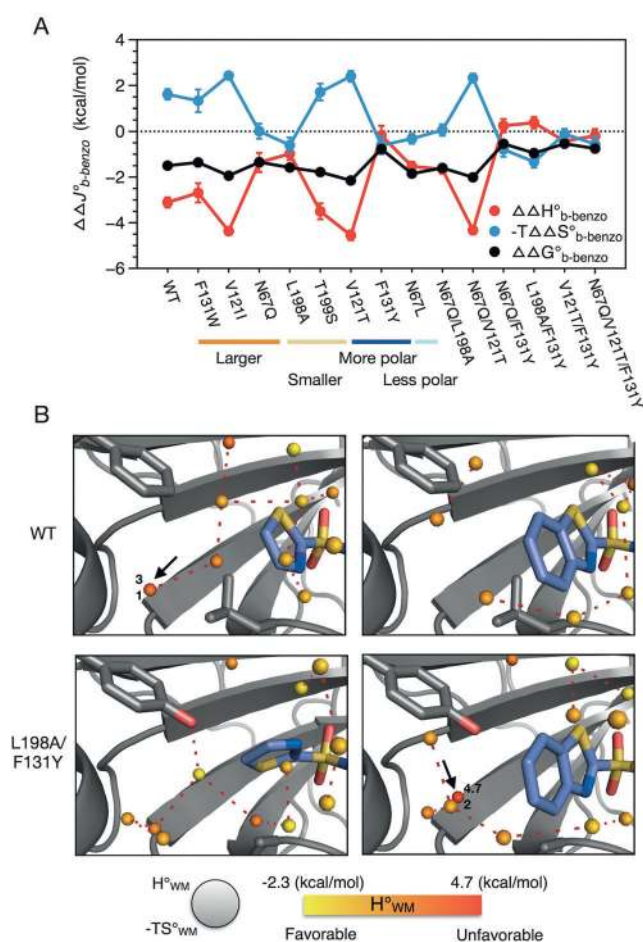 A
ΔΔJ°b-benzo (kcal/mol)
4
2
0
−2
−4
−6
ΔΔH°b-benzo
-TΔΔS°b-benzo
ΔΔG°b-benzo
WT
F131W
V121I
N67Q
L198A
T199S
V121T
F131Y
N67L
N67Q/L198A
N67Q/V121T
N67Q/F131Y
L198A/F131Y
V121T/F131Y
N67Q/V121T/F131Y
Larger
More polar
Smaller
Less polar
B
WT
3
1
L198A/
F131Y
4.7
2
H°WM
-TS°WM
-2.3 (kcal/mol)
4.7 (kcal/mol)
H°WM
Favorable
Unfavorable